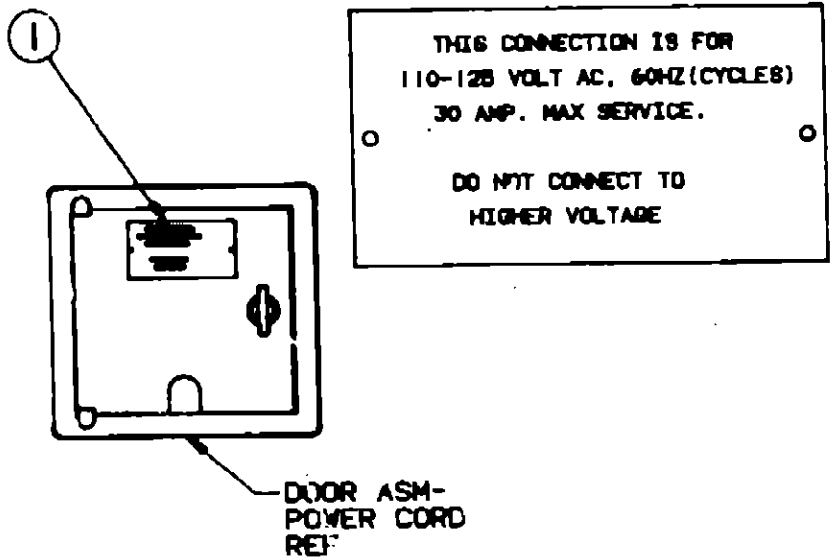 1
THIS CONNECTION IS FOR
110-125 VOLT AC, 60HZ(CYCLES)
30 AMP. MAX SERVICE.
DO NOT CONNECT TO
HIGHER VOLTAGE
DOOR ASM-
POWER CORD
REF